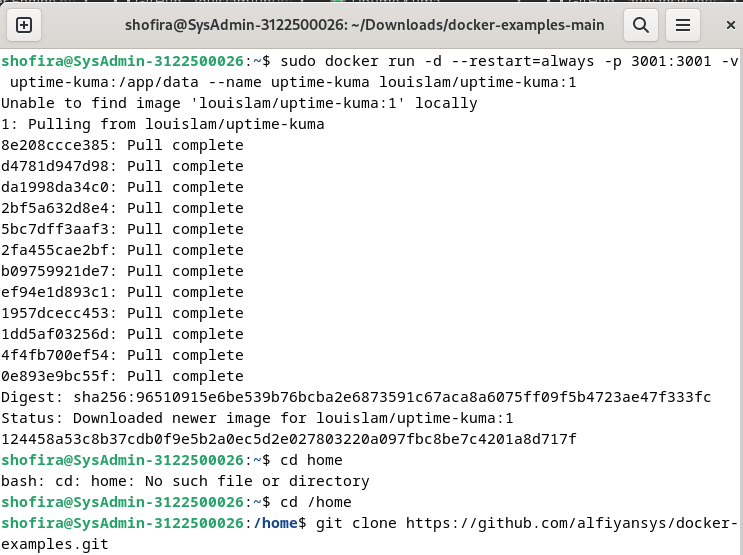 shofira@SysAdmin-3122500026: ~/Downloads/docker-examples-main
shofira@SysAdmin-3122500026:~$ sudo docker run -d --restart=always -p 3001:3001 -v
 uptime-kuma:/app/data --name uptime-kuma louislam/uptime-kuma:1
Unable to find image 'louislam/uptime-kuma:1' locally
1: Pulling from louislam/uptime-kuma
8e208ccce385: Pull complete
d4781d947d98: Pull complete
da1998da34c0: Pull complete
2bf5a632d8e4: Pull complete
5bc7dff3aaf3: Pull complete
2fa455cae2bf: Pull complete
b09759921de7: Pull complete
ef94e1d893c1: Pull complete
1957dcecc453: Pull complete
1dd5af03256d: Pull complete
4f4fb700ef54: Pull complete
0e893e9bc55f: Pull complete
Digest: sha256:96510915e6be539b76bcba2e6873591c67aca8a6075ff09f5b4723ae47f333fc
Status: Downloaded newer image for louislam/uptime-kuma:1
124458a53c8b37cdb0f9e5b2a0ec5d2e027803220a097fbc8be7c4201a8d717f
shofira@SysAdmin-3122500026:~$ cd home
bash: cd: home: No such file or directory
shofira@SysAdmin-3122500026:~$ cd /home
shofira@SysAdmin-3122500026:/home$ git clone https://github.com/alfiyansys/docker-
examples.git